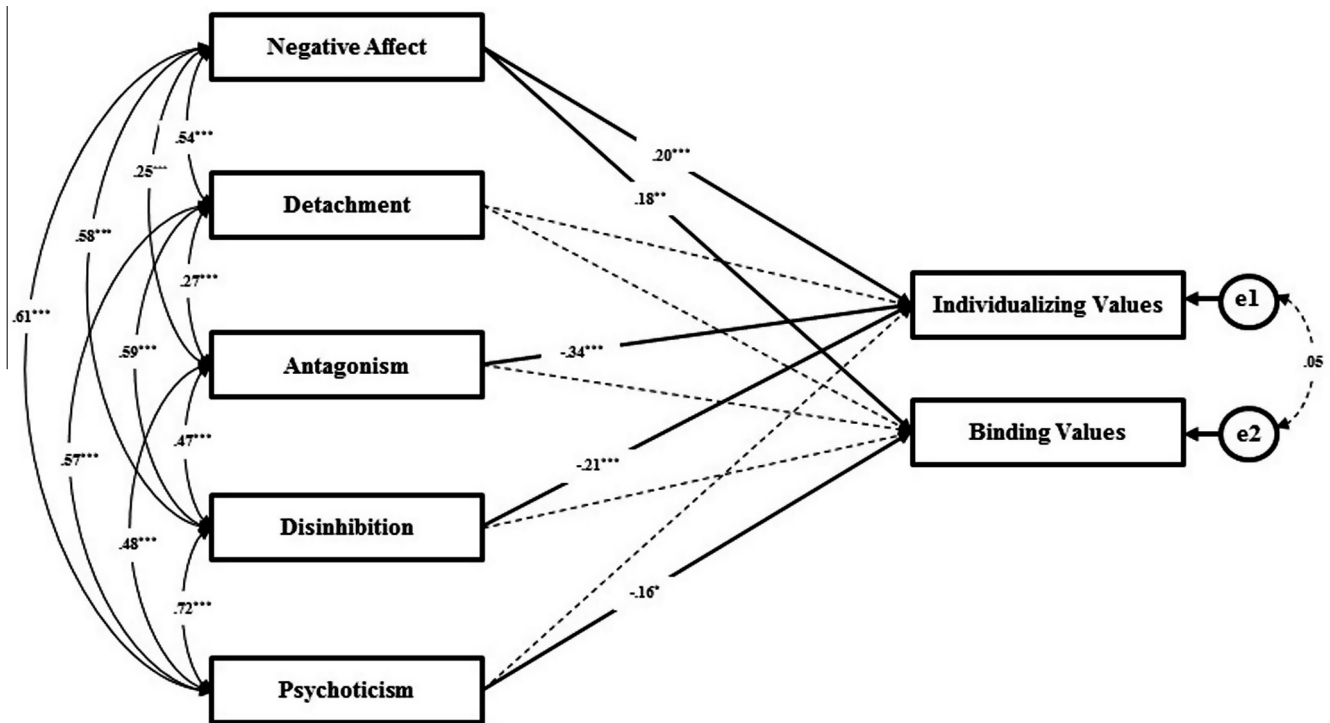 Negative Affect
.54***
.20***
.25***
.18**
Detachment
.58***
.27***
Individualizing Values
e1
.61***
.59***
-.34***
Antagonism
.05
Binding Values
e2
.47***
.57***
-.21***
Disinhibition
.48***
-.16*
.72***
Psychoticism